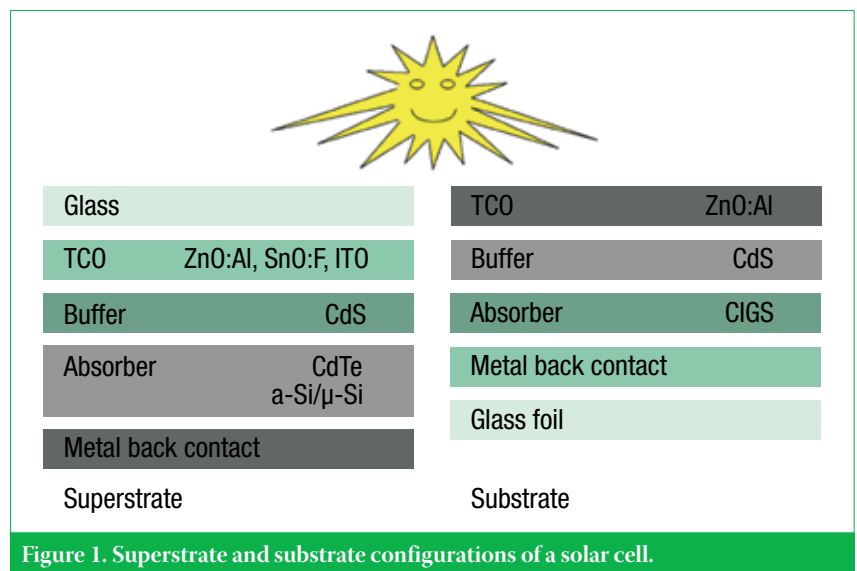 Glass
TCO ZnO:Al, SnO:F, ITO
Buffer CdS
Absorber CdTe
a-Si/µ-Si
Metal back contact
Superstrate
TCO ZnO:Al
Buffer CdS
Absorber CIGS
Metal back contact
Glass foil
Substrate
Figure 1. Superstrate and substrate configurations of a solar cell.